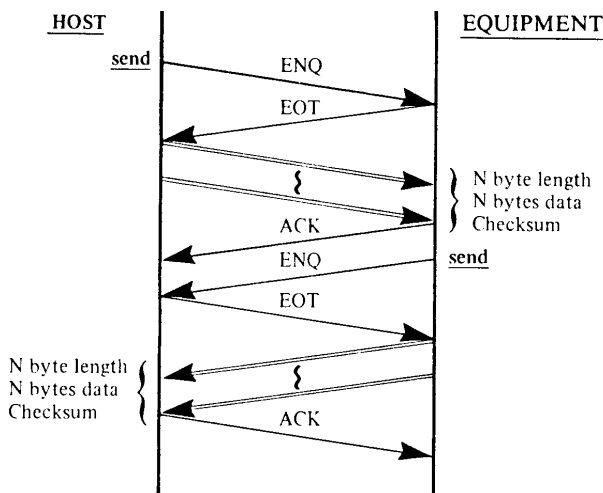 HOST
EQUIPMENT
send
ENQ
EOT
N byte length
N bytes data
Checksum
ACK
ENQ
send
EOT
N byte length
N bytes data
Checksum
ACK